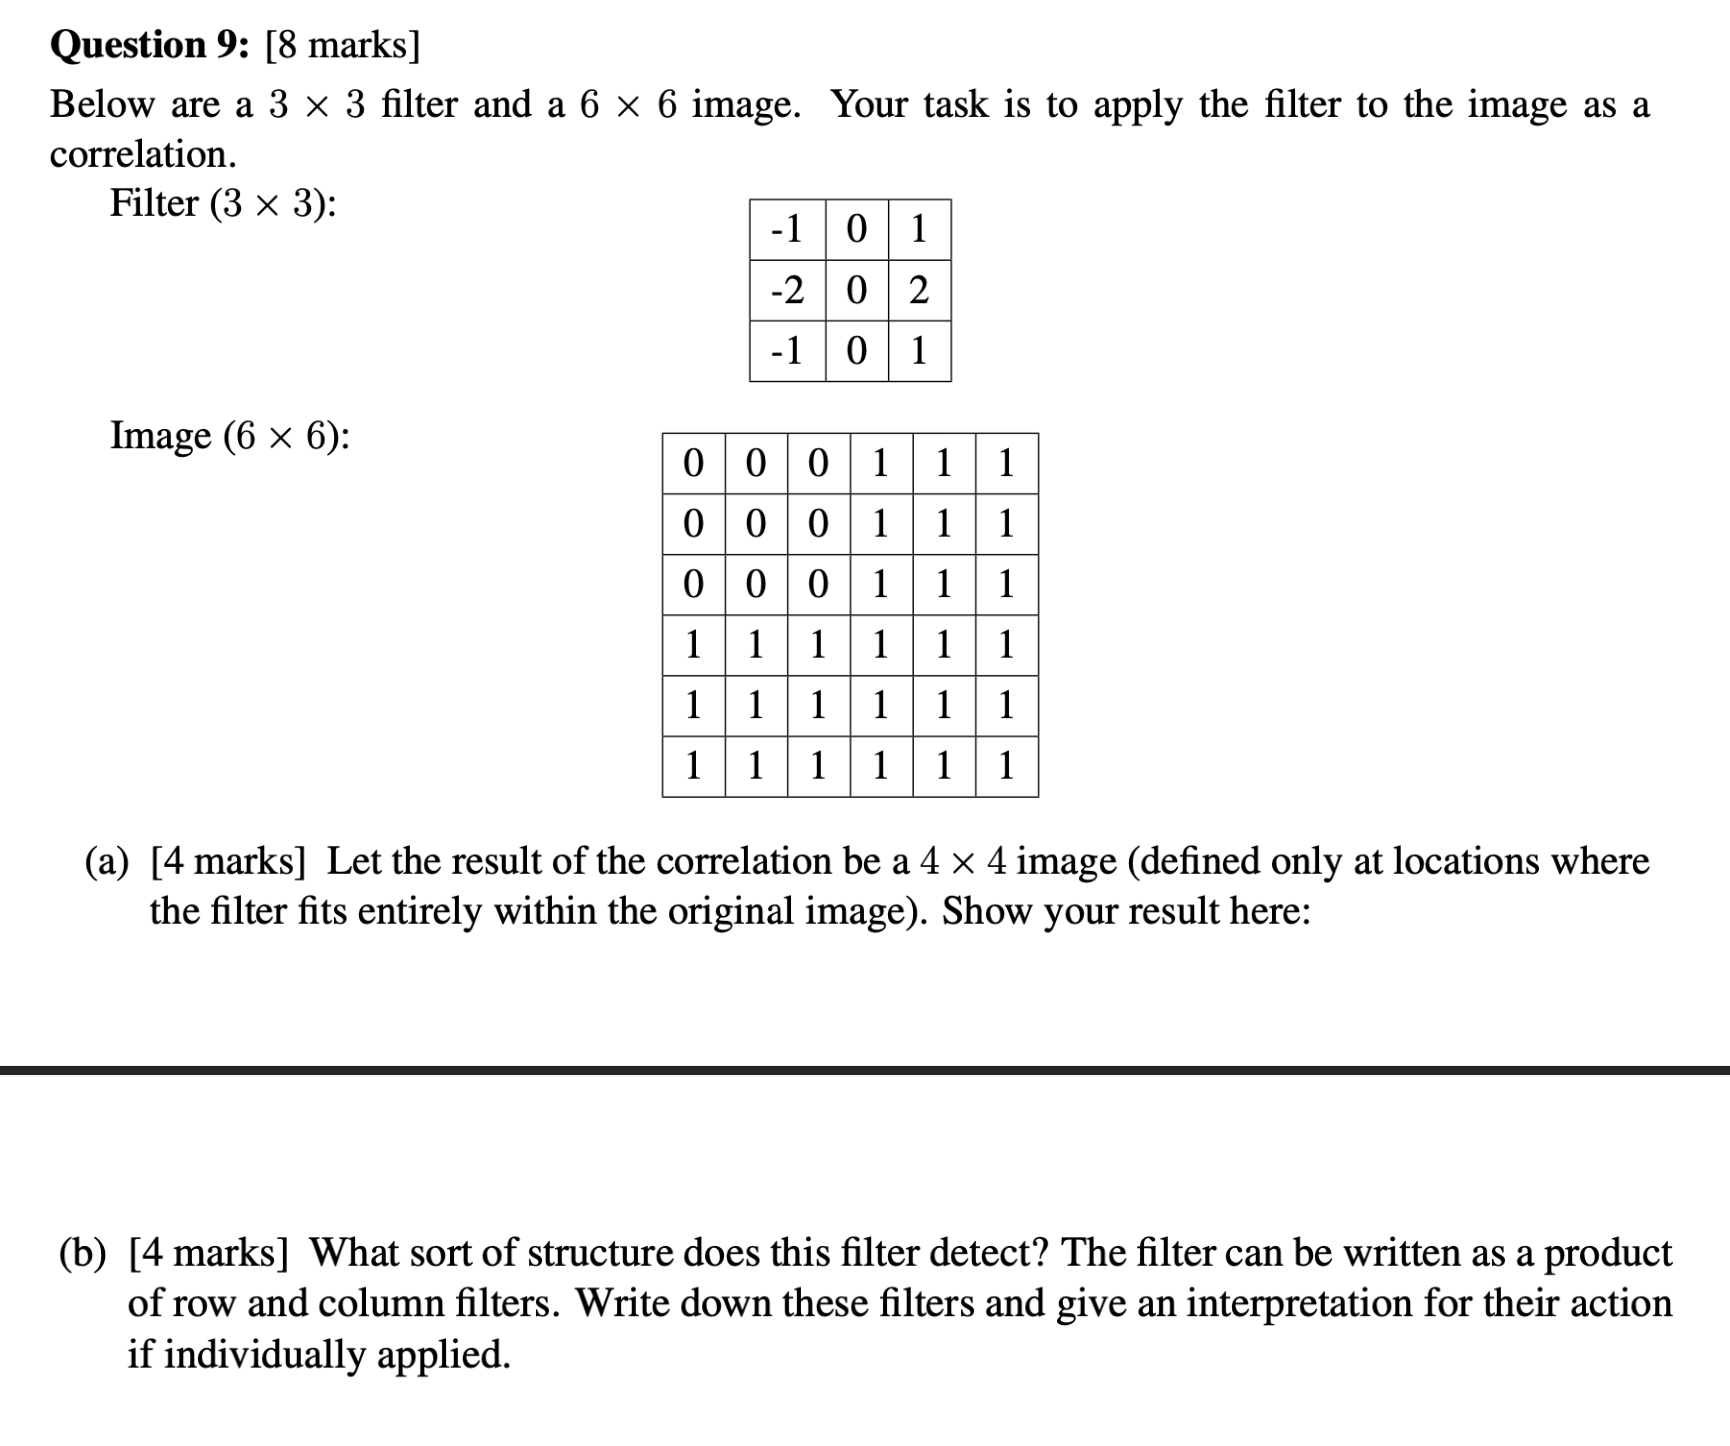 Question 9: [8 marks]
Below are a 3 × 3 filter and a 6 × 6 image. Your task is to apply the filter to the image as a
correlation.
Filter (3 × 3):
-1 0 1
-2 0 2
-1 0 1
Image (6 × 6):
0 0 0 1 1 1
0 0 0 1 1 1
0 0 0 1 1 1
1 1 1 1 1 1
1 1 1 1 1 1
1 1 1 1 1 1
(a) [4 marks] Let the result of the correlation be a 4 × 4 image (defined only at locations where
the filter fits entirely within the original image). Show your result here:
(b) [4 marks] What sort of structure does this filter detect? The filter can be written as a product
of row and column filters. Write down these filters and give an interpretation for their action
if individually applied.